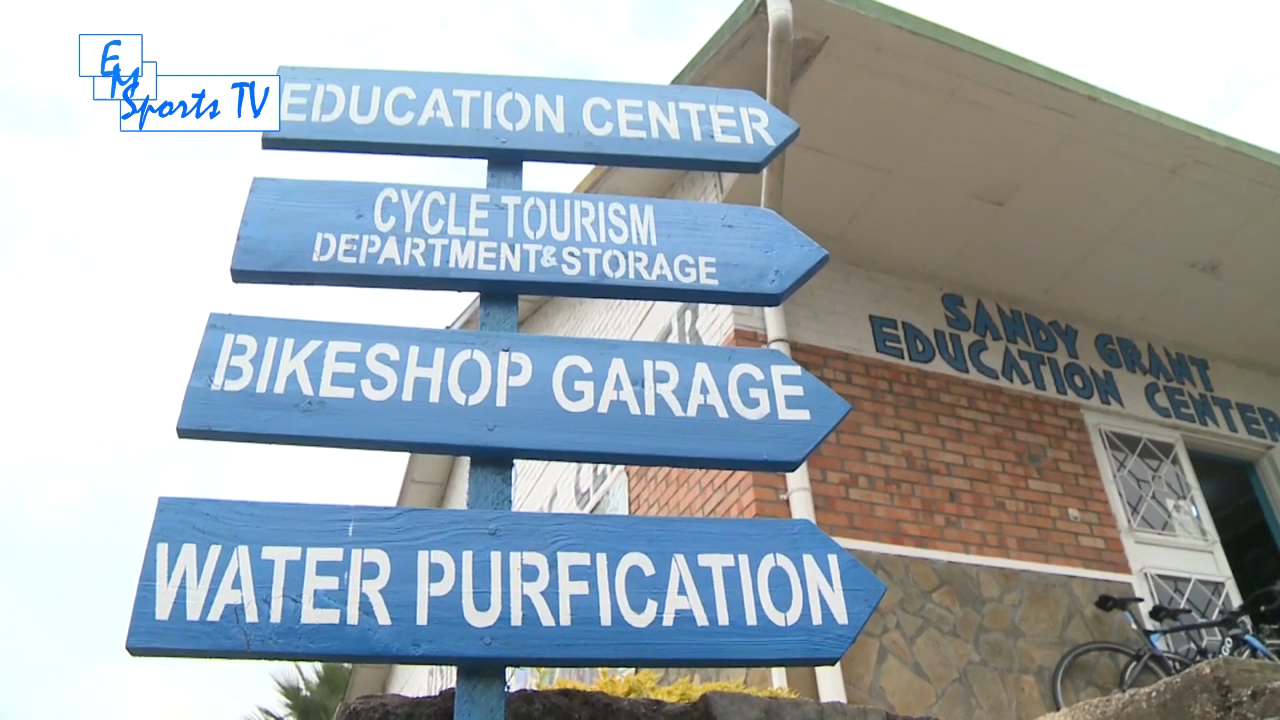 EM
Sports TV
EDUCATION CENTER
CYCLE TOURISM
DEPARTMENT & STORAGE
BIKESHOP GARAGE
WATER PURFICATION
SANDY GRANT
EDUCATION CENTER